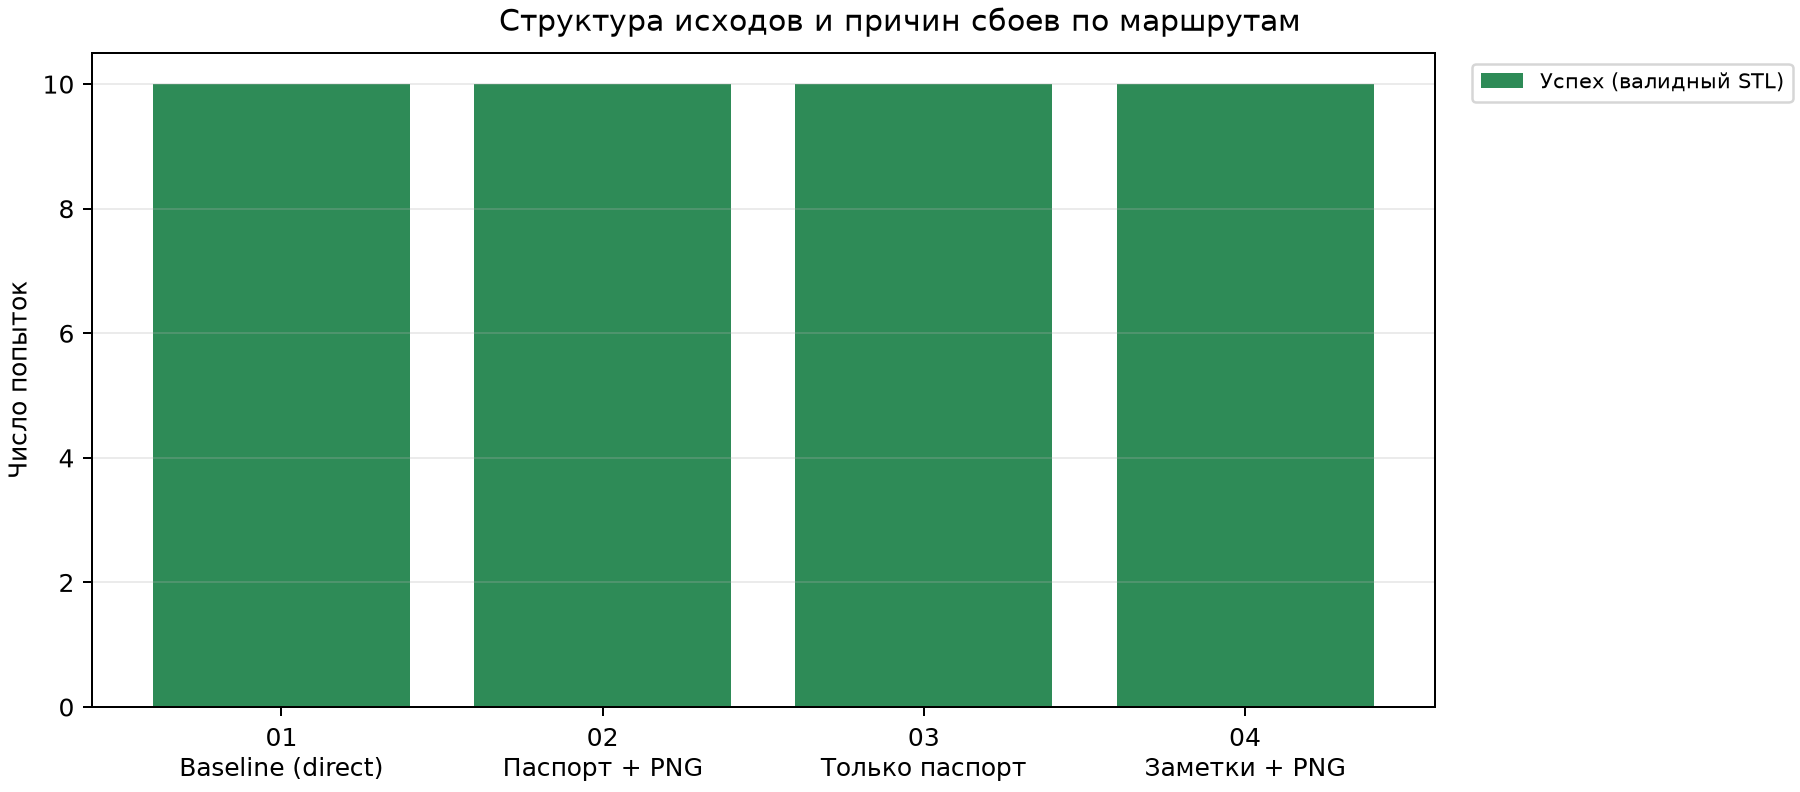 Структура исходов и причин сбоев по маршрутам
Успех (валидный STL)
Число попыток
10
8
6
4
2
0
01
Baseline (direct)
02
Паспорт + PNG
03
Только паспорт
04
Заметки + PNG